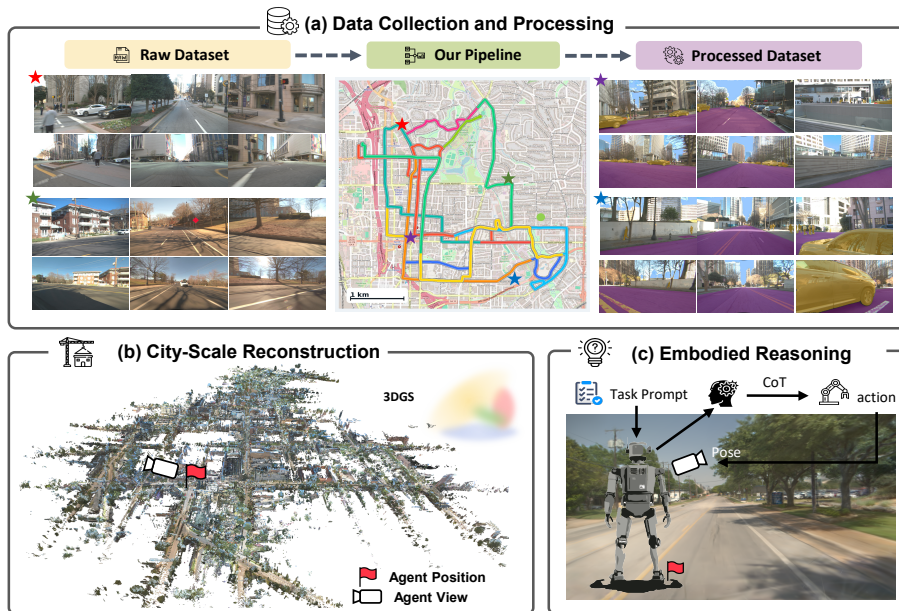 (a) Data Collection and Processing
Raw Dataset
Our Pipeline
Processed Dataset
1 km
(b) City-Scale Reconstruction
3DGS
Agent Position
Agent View
(c) Embodied Reasoning
Task Prompt
CoT
action
Pose